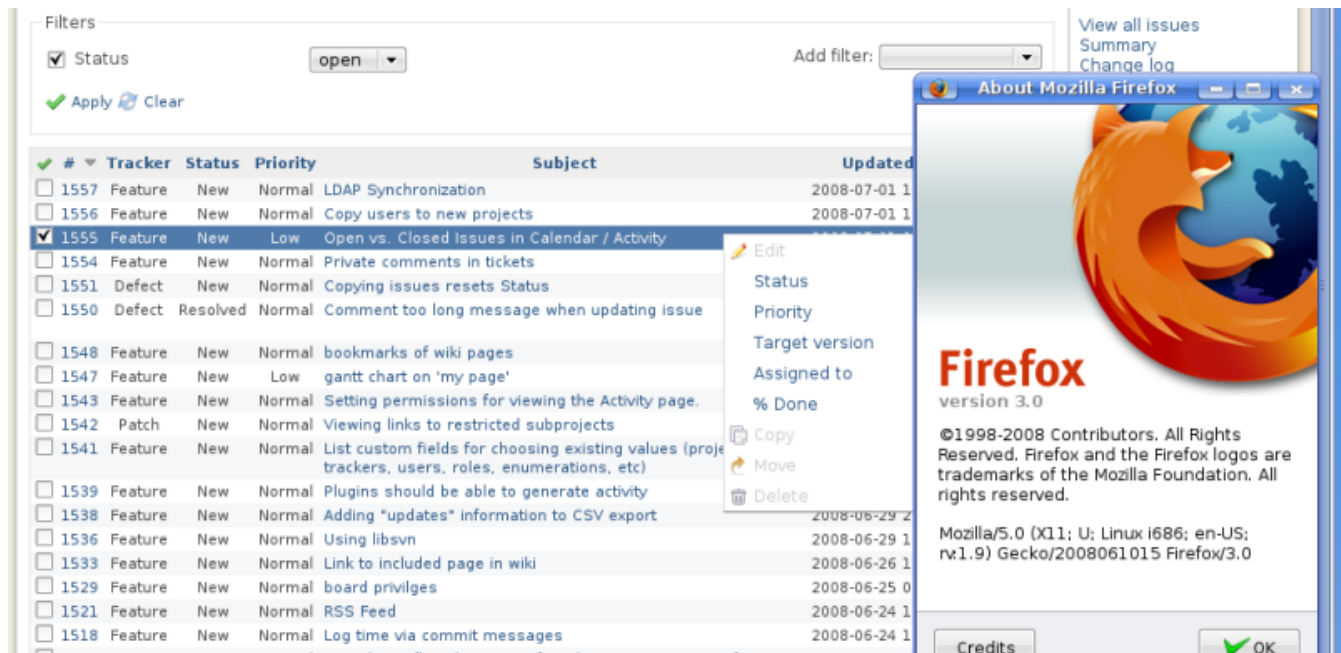 Filters
Status open Add filter:
Apply Clear
View all issues
Summary
Change log
# Tracker Status Priority Subject Updated
1557 Feature New Normal LDAP Synchronization 2008-07-01 1
1556 Feature New Normal Copy users to new projects 2008-07-01 1
1555 Feature New Low Open vs. Closed Issues in Calendar / Activity
1554 Feature New Normal Private comments in tickets
1551 Defect New Normal Copying issues resets Status
1550 Defect Resolved Normal Comment too long message when updating issue
1548 Feature New Normal bookmarks of wiki pages
1547 Feature New Low gantt chart on 'my page'
1543 Feature New Normal Setting permissions for viewing the Activity page.
1542 Patch New Normal Viewing links to restricted subprojects
1541 Feature New Normal List custom fields for choosing existing values (proje
trackers, users, roles, enumerations, etc)
1539 Feature New Normal Plugins should be able to generate activity
1538 Feature New Normal Adding "updates" information to CSV export 2008-06-29 2
1536 Feature New Normal Using libsvn 2008-06-29 1
1533 Feature New Normal Link to included page in wiki 2008-06-26 1
1529 Feature New Normal board privilges 2008-06-25 0
1521 Feature New Normal RSS Feed 2008-06-24 1
1518 Feature New Normal Log time via commit messages 2008-06-24 1
Edit
Status
Priority
Target version
Assigned to
% Done
Copy
Move
Delete
About Mozilla Firefox
Firefox
version 3.0
©1998-2008 Contributors. All Rights
Reserved. Firefox and the Firefox logos are
trademarks of the Mozilla Foundation. All
rights reserved.
Mozilla/5.0 (X11; U; Linux i686; en-US;
rv:1.9) Gecko/2008061015 Firefox/3.0
Credits OK